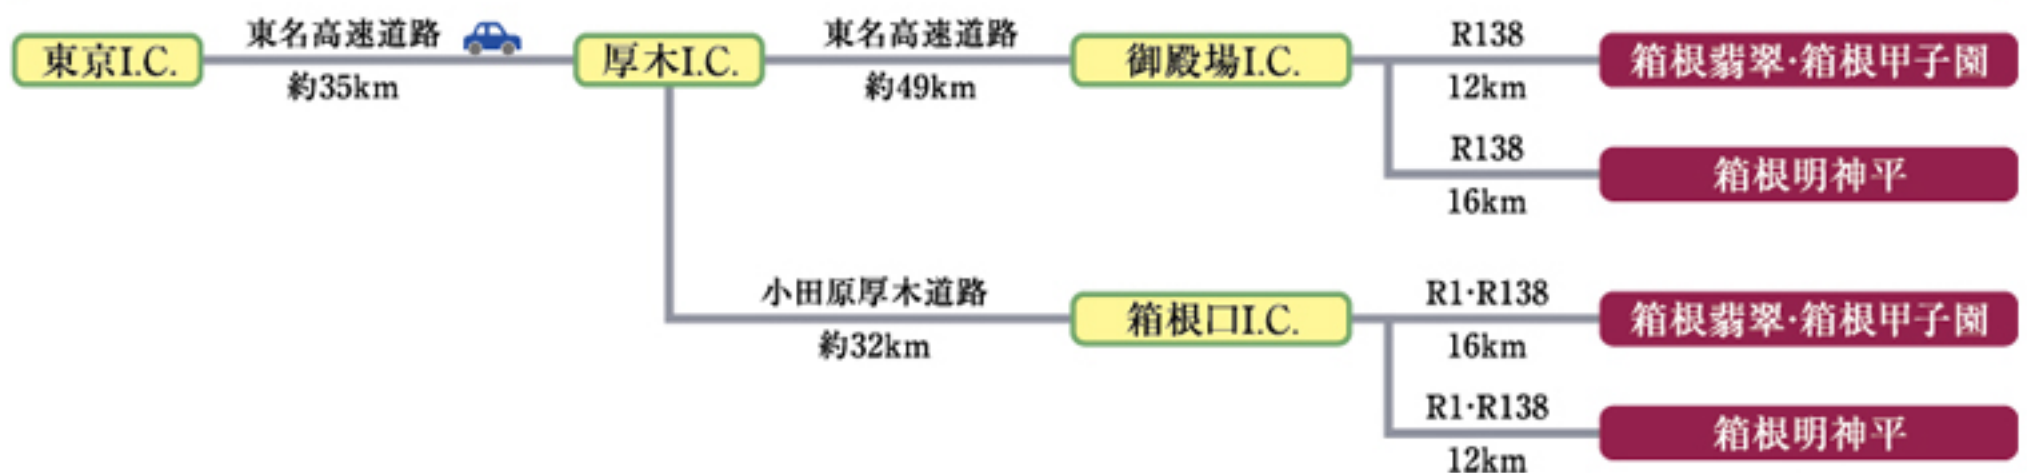 東京I.C.
東名高速道路
約35km
厚木I.C.
東名高速道路
約49km
御殿場I.C.
R138
12km
箱根翡翠·箱根甲子園
R138
16km
箱根明神平
小田原厚木道路
約32km
箱根口I.C.
R1·R138
16km
箱根翡翠·箱根甲子園
R1·R138
12km
箱根明神平